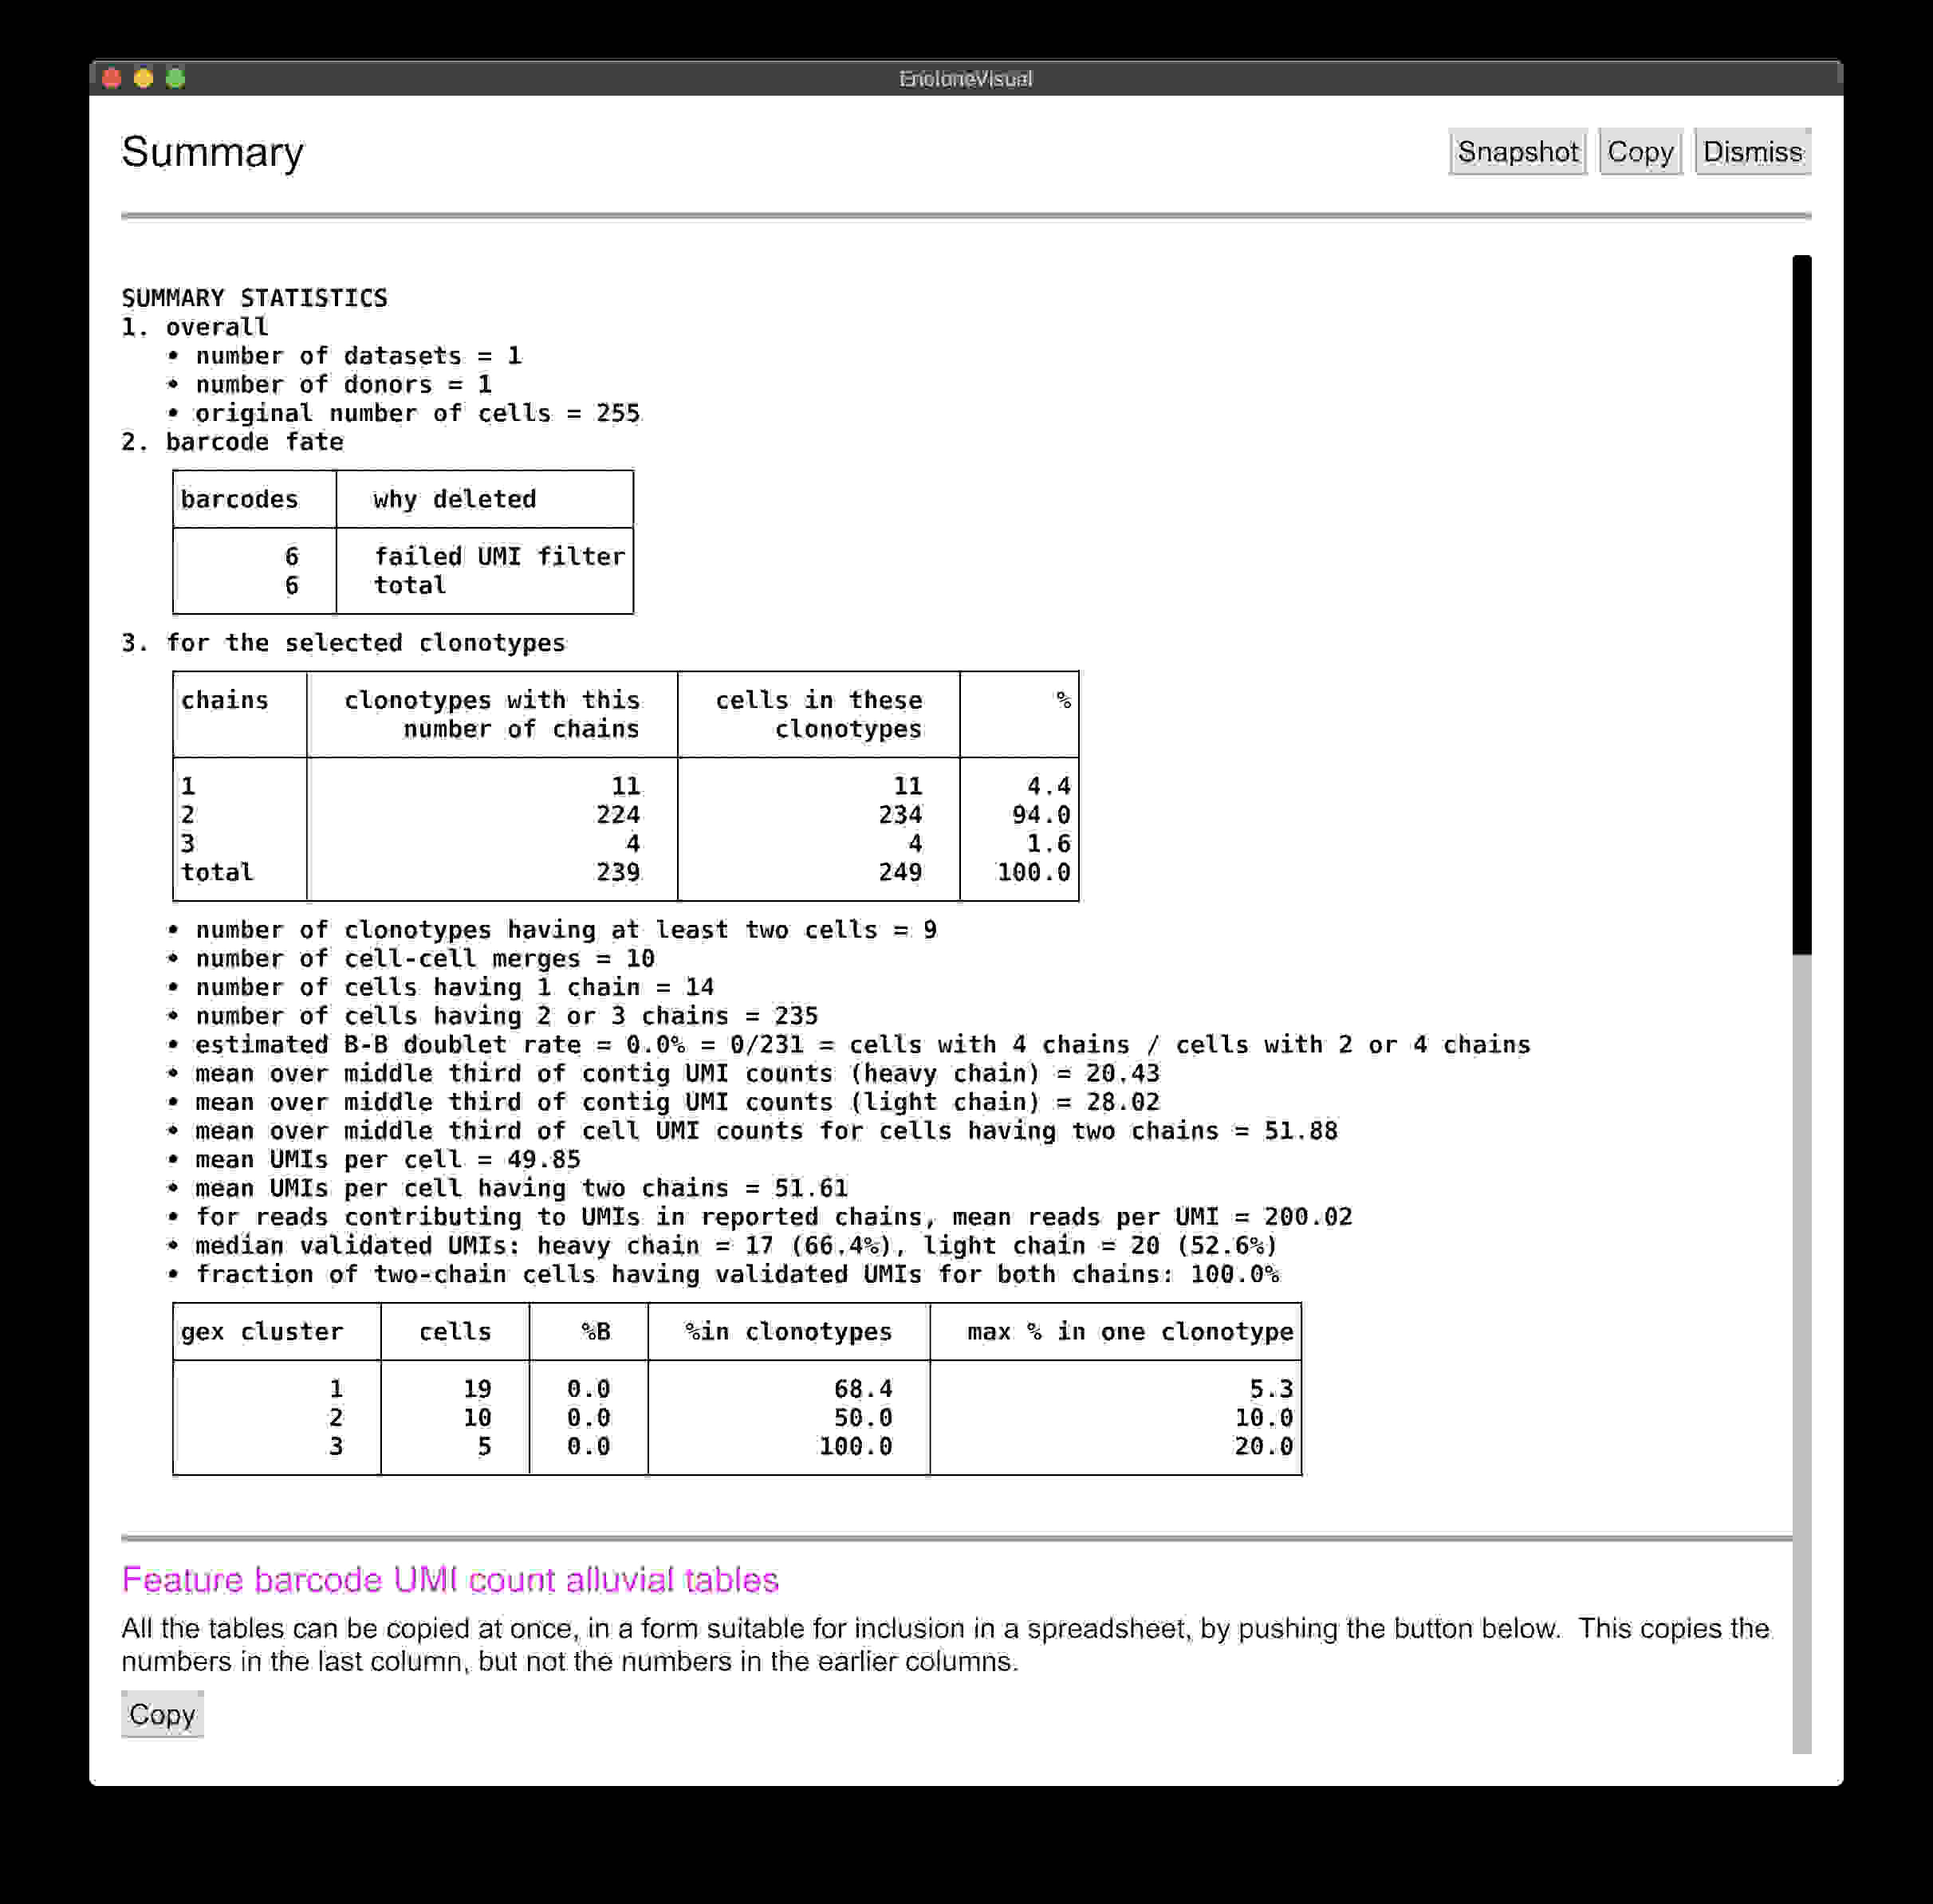 EncloneVisual
Summary
Snapshot Copy Dismiss
SUMMARY STATISTICS
1. overall
• number of datasets = 1
• number of donors = 1
• original number of cells = 255
2. barcode fate
barcodes why deleted
6 failed UMI filter
6 total
3. for the selected clonotypes
chains clonotypes with this cells in these %
number of chains clonotypes
1 11 11 4.4
2 224 234 94.0
3 4 4 1.6
total 239 249 100.0
• number of clonotypes having at least two cells = 9
• number of cell-cell merges = 10
• number of cells having 1 chain = 14
• number of cells having 2 or 3 chains = 235
• estimated B-B doublet rate = 0.0% = 0/231 = cells with 4 chains / cells with 2 or 4 chains
• mean over middle third of contig UMI counts (heavy chain) = 20.43
• mean over middle third of contig UMI counts (light chain) = 28.02
• mean over middle third of cell UMI counts for cells having two chains = 51.88
• mean UMIs per cell = 49.85
• mean UMIs per cell having two chains = 51.61
• for reads contributing to UMIs in reported chains, mean reads per UMI = 200.02
• median validated UMIs: heavy chain = 17 (66.4%), light chain = 20 (52.6%)
• fraction of two-chain cells having validated UMIs for both chains: 100.0%
gex cluster cells %B %in clonotypes max % in one clonotype
1 19 0.0 68.4 5.3
2 10 0.0 50.0 10.0
3 5 0.0 100.0 20.0
Feature barcode UMI count alluvial tables
All the tables can be copied at once, in a form suitable for inclusion in a spreadsheet, by pushing the button below. This copies the
numbers in the last column, but not the numbers in the earlier columns.
Copy